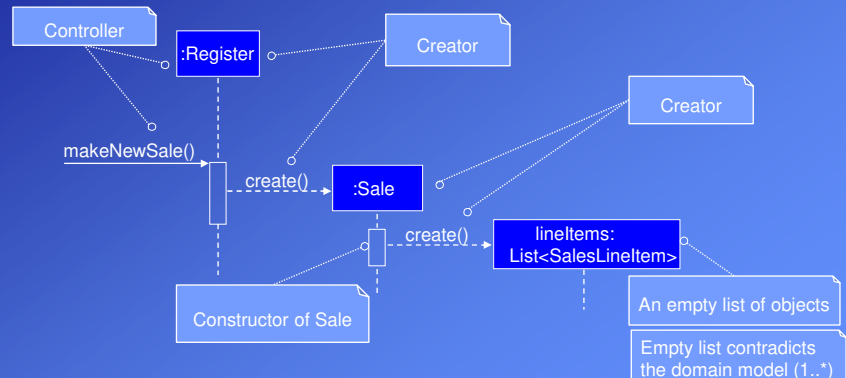 Controller
:Register
Creator
Creator
makeNewSale()
create()
:Sale
create()
lineItems:
List<SalesLineItem>
Constructor of Sale
An empty list of objects
Empty list contradicts
the domain model (1..*)